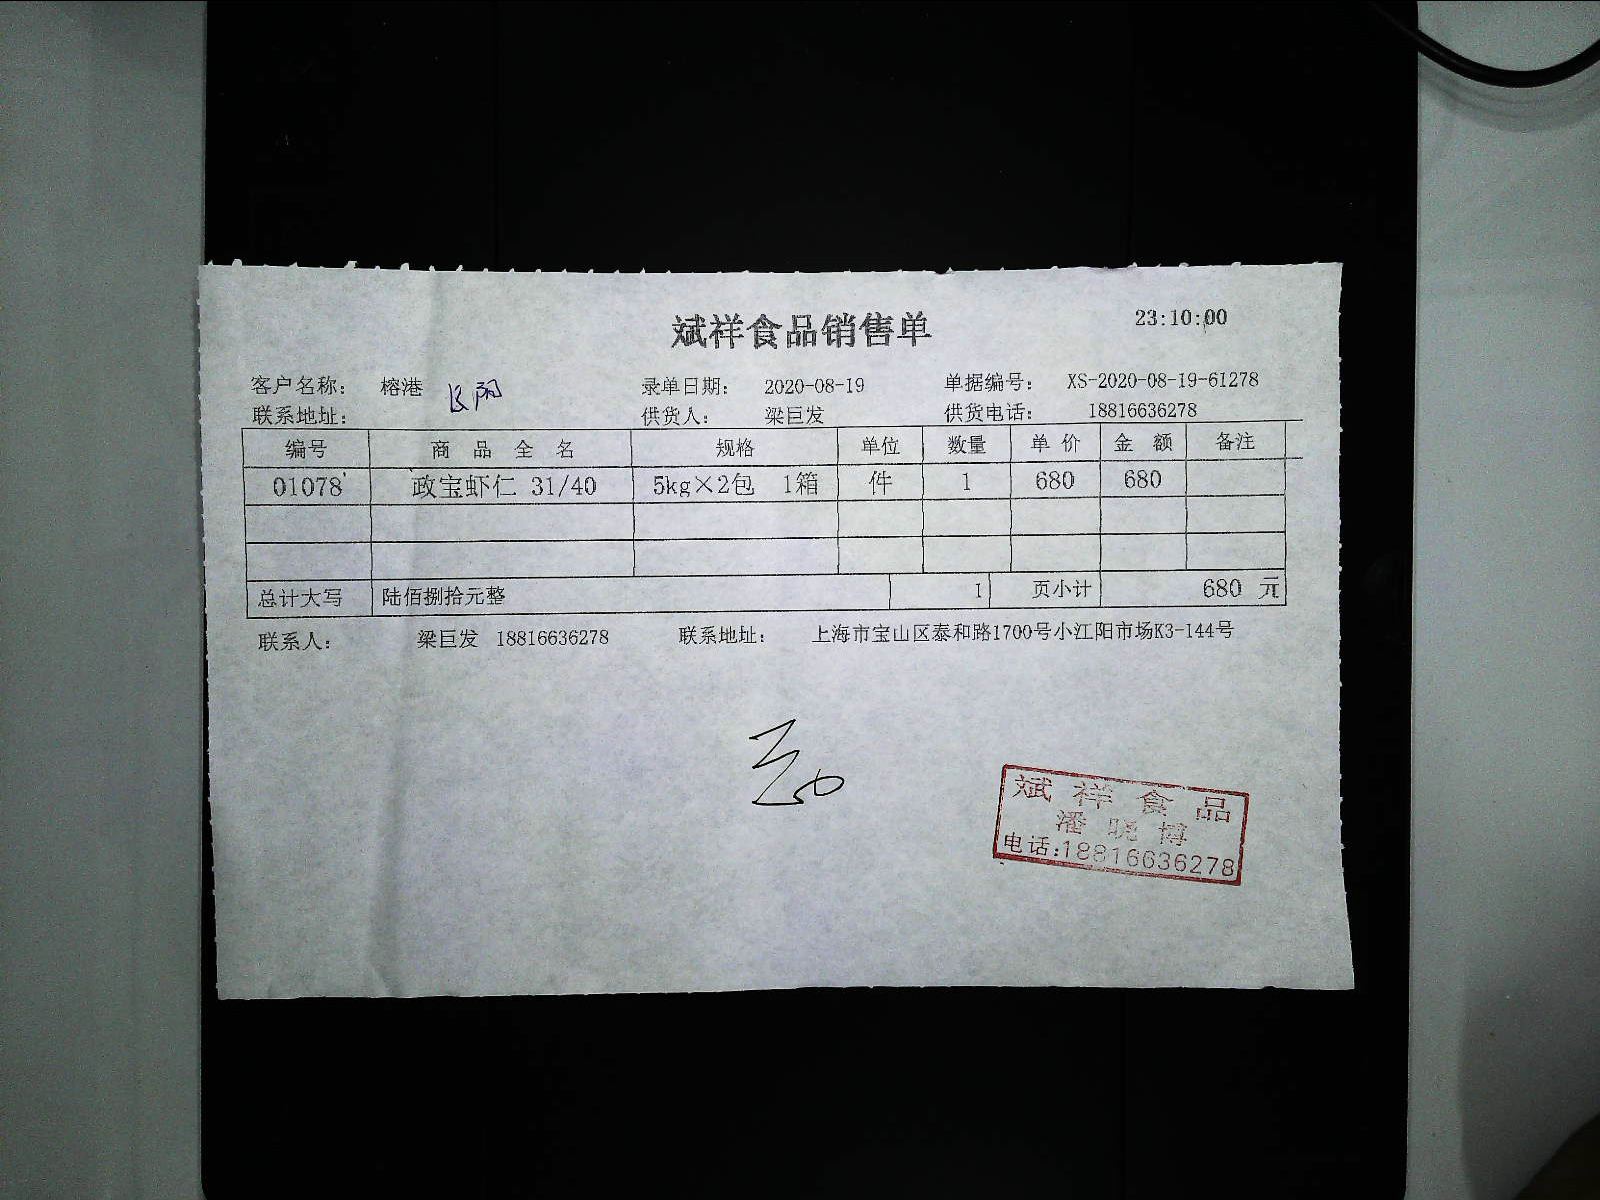 斌祥食品销售单 23:10:00
客户名称： 榕港 长阳 录单日期： 2020-08-19 单据编号： XS-2020-08-19-61278
联系地址： 供货人： 梁巨发 供货电话： 18816636278
编号 商 品 全 名 规格 单位 数量 单 价 金 额 备注
01078 政宝虾仁 31/40 5kg×2包 1箱 件 1 680 680
总计大写 陆佰捌拾元整 1 页小计 680 元
联系人： 梁巨发 18816636278 联系地址： 上海市宝山区泰和路1700号小江阳市场K3-144号
斌祥食品
潘晓博
电话:18816636278